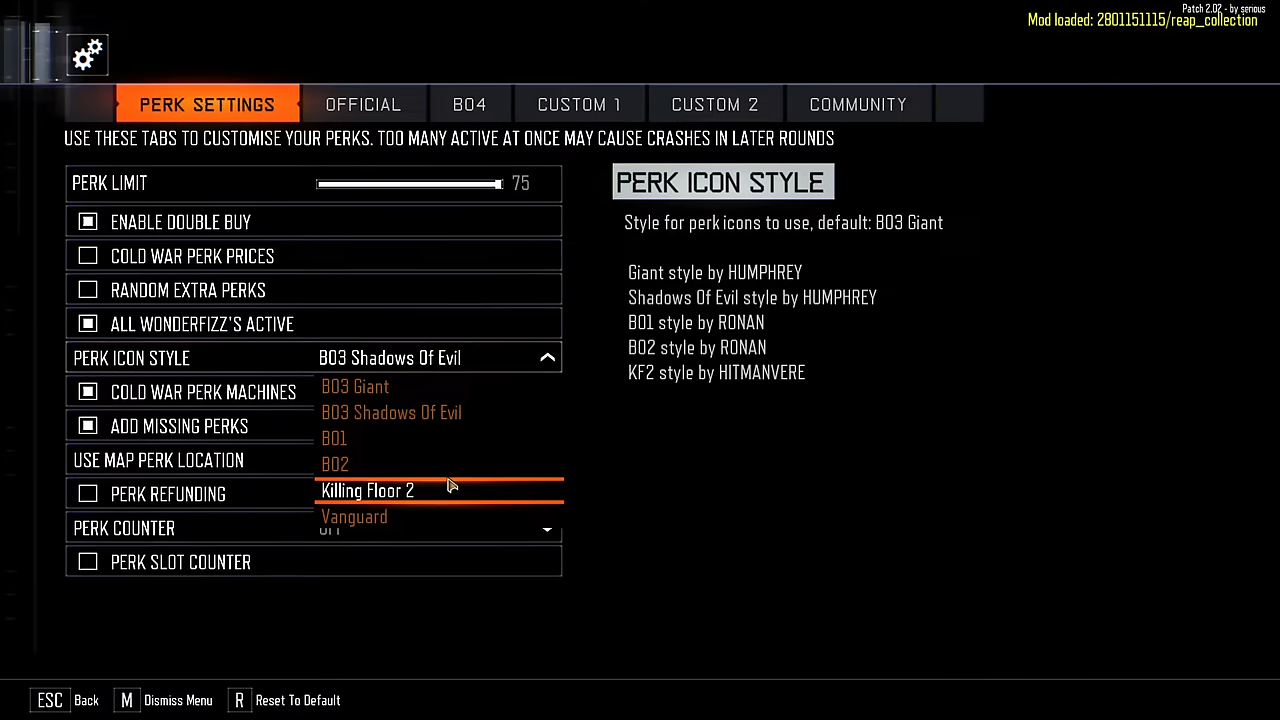 Patch 2.02 - by serious
Mod loaded: 2801151115/reap_collection
PERK SETTINGS
OFFICIAL
BO4
CUSTOM 1
CUSTOM 2
COMMUNITY
USE THESE TABS TO CUSTOMISE YOUR PERKS. TOO MANY ACTIVE AT ONCE MAY CAUSE CRASHES IN LATER ROUNDS
PERK LIMIT 75
ENABLE DOUBLE BUY
COLD WAR PERK PRICES
RANDOM EXTRA PERKS
ALL WONDERFIZZ'S ACTIVE
PERK ICON STYLE BO3 Shadows Of Evil
COLD WAR PERK MACHINES
BO3 Giant
BO3 Shadows Of Evil
ADD MISSING PERKS
BO1
USE MAP PERK LOCATION
BO2
PERK REFUNDING
Killing Floor 2
Vanguard
PERK COUNTER
PERK SLOT COUNTER
PERK ICON STYLE
Style for perk icons to use, default: BO3 Giant
Giant style by HUMPHREY
Shadows Of Evil style by HUMPHREY
BO1 style by RONAN
BO2 style by RONAN
KF2 style by HITMANVERE
ESC Back M Dismiss Menu R Reset To Default